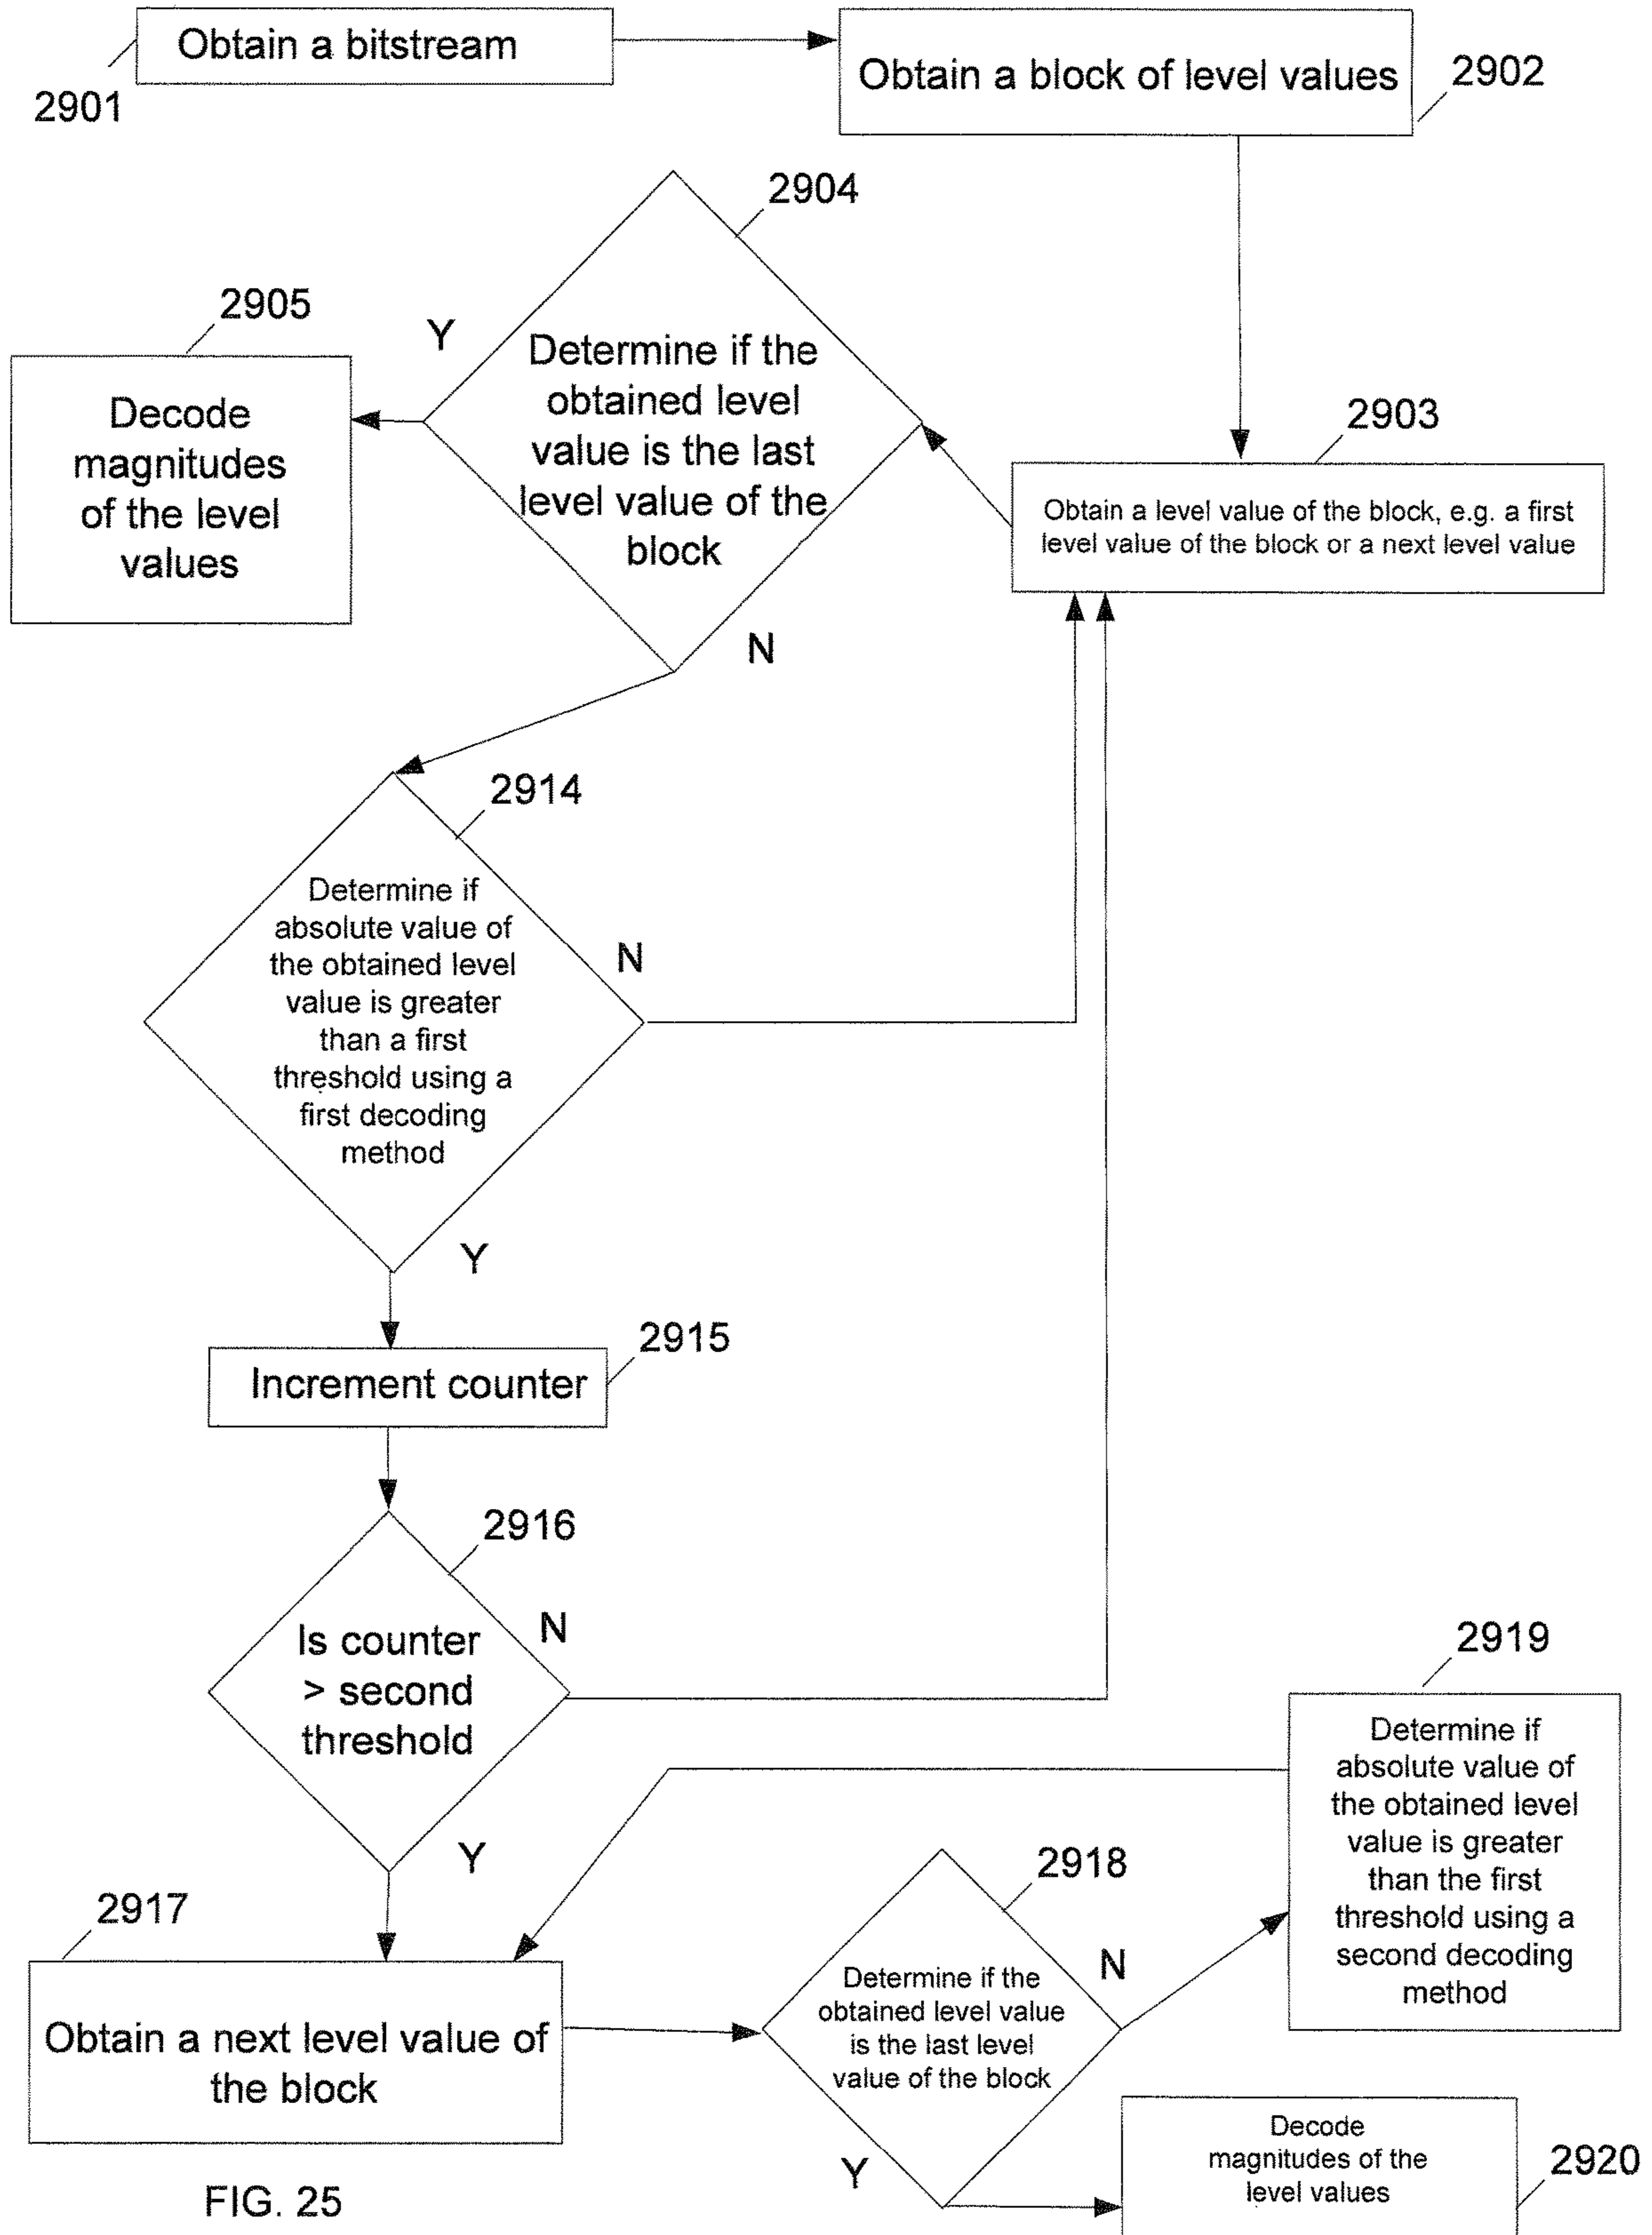 Obtain a bitstream
2901
Obtain a block of level values
2902
2904
Determine if the
obtained level
value is the last
level value of the
block
Y
N
2905
Decode
magnitudes
of the level
values
2903
Obtain a level value of the block, e.g. a first
level value of the block or a next level value
2914
Determine if
absolute value of
the obtained level
value is greater
than a first
threshold using a
first decoding
method
N
Y
2915
Increment counter
2916
Is counter
> second
threshold
N
Y
2917
Obtain a next level value of
the block
2918
Determine if the
obtained level value
is the last level
value of the block
N
Y
2919
Determine if
absolute value of
the obtained level
value is greater
than the first
threshold using a
second decoding
method
Decode
magnitudes of the
level values
2920
FIG. 25